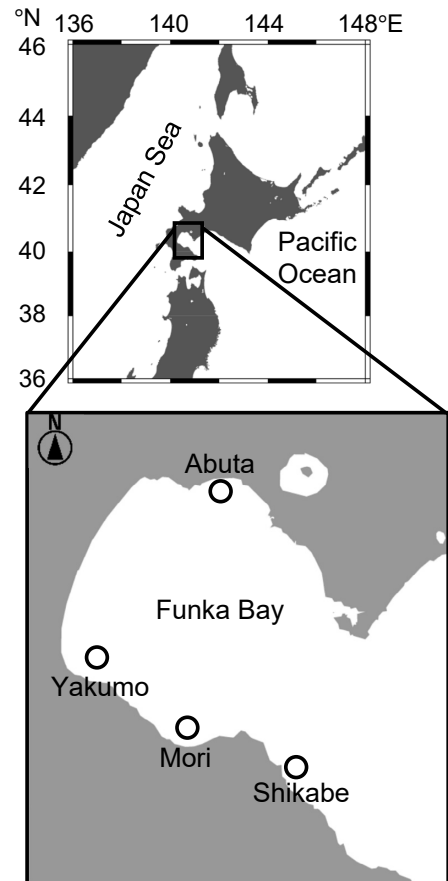 136 140 144 148°E
°N
46
44
42
40
38
36
Japan Sea
Pacific
Ocean
N
Abuta
Funka Bay
Yakumo
Mori
Shikabe